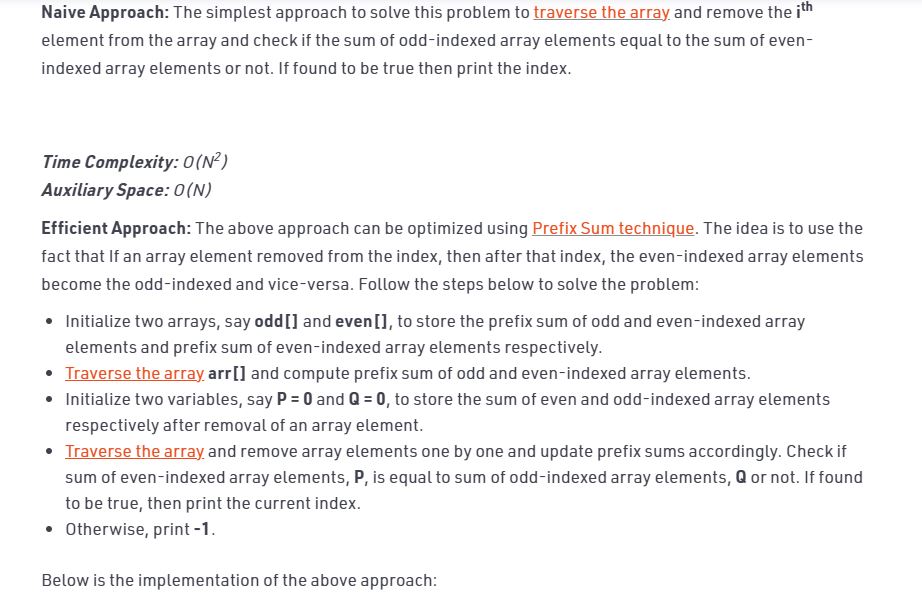 Naive Approach: The simplest approach to solve this problem to traverse the array and remove the ith
element from the array and check if the sum of odd-indexed array elements equal to the sum of even-
indexed array elements or not. If found to be true then print the index.
Time Complexity: O(N2)
Auxiliary Space: O(N)
Efficient Approach: The above approach can be optimized using Prefix Sum technique. The idea is to use the
fact that If an array element removed from the index, then after that index, the even-indexed array elements
become the odd-indexed and vice-versa. Follow the steps below to solve the problem:
• Initialize two arrays, say odd[] and even[], to store the prefix sum of odd and even-indexed array
elements and prefix sum of even-indexed array elements respectively.
• Traverse the array arr[] and compute prefix sum of odd and even-indexed array elements.
• Initialize two variables, say P = 0 and Q = 0, to store the sum of even and odd-indexed array elements
respectively after removal of an array element.
• Traverse the array and remove array elements one by one and update prefix sums accordingly. Check if
sum of even-indexed array elements, P, is equal to sum of odd-indexed array elements, Q or not. If found
to be true, then print the current index.
• Otherwise, print -1.
Below is the implementation of the above approach: